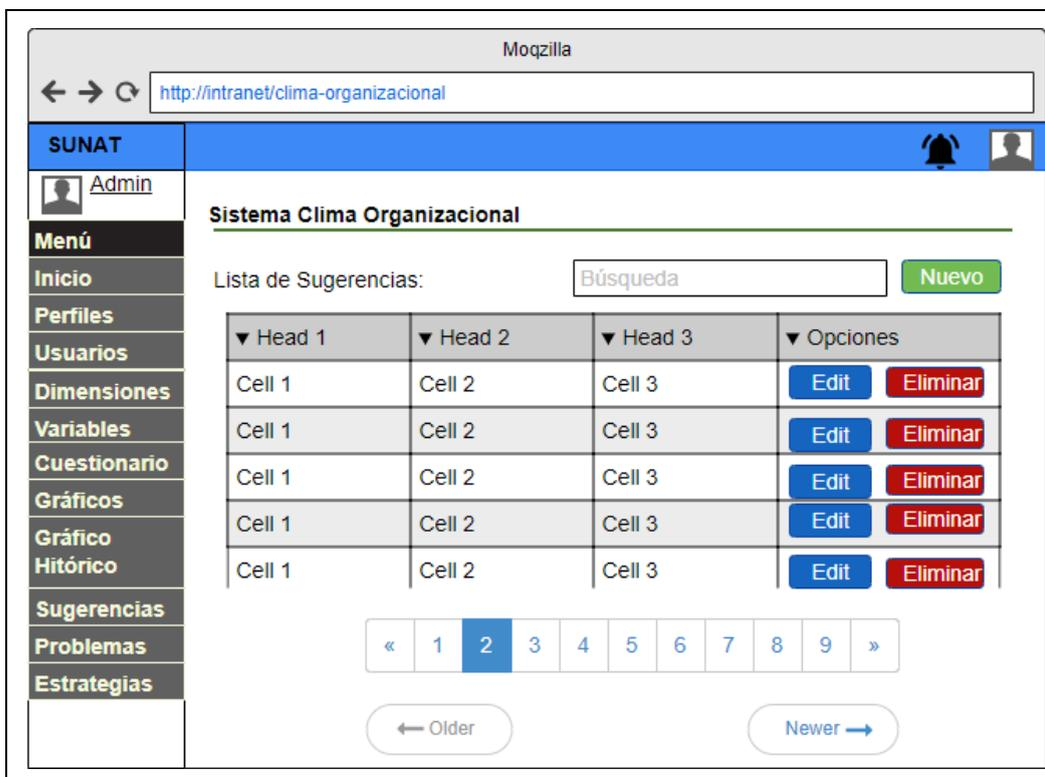 Moqzilla
http://intranet/clima-organizacional
SUNAT
Admin
Menú
Inicio
Perfiles
Usuarios
Dimensiones
Variables
Cuestionario
Gráficos
Gráfico
Hitórico
Sugerencias
Problemas
Estrategias
Sistema Clima Organizacional
Lista de Sugerencias: Búsqueda Nuevo
▼ Head 1 ▼ Head 2 ▼ Head 3 ▼ Opciones
Cell 1 Cell 2 Cell 3 Edit Eliminar
Cell 1 Cell 2 Cell 3 Edit Eliminar
Cell 1 Cell 2 Cell 3 Edit Eliminar
Cell 1 Cell 2 Cell 3 Edit Eliminar
Cell 1 Cell 2 Cell 3 Edit Eliminar
« 1 2 3 4 5 6 7 8 9 »
← Older Newer →